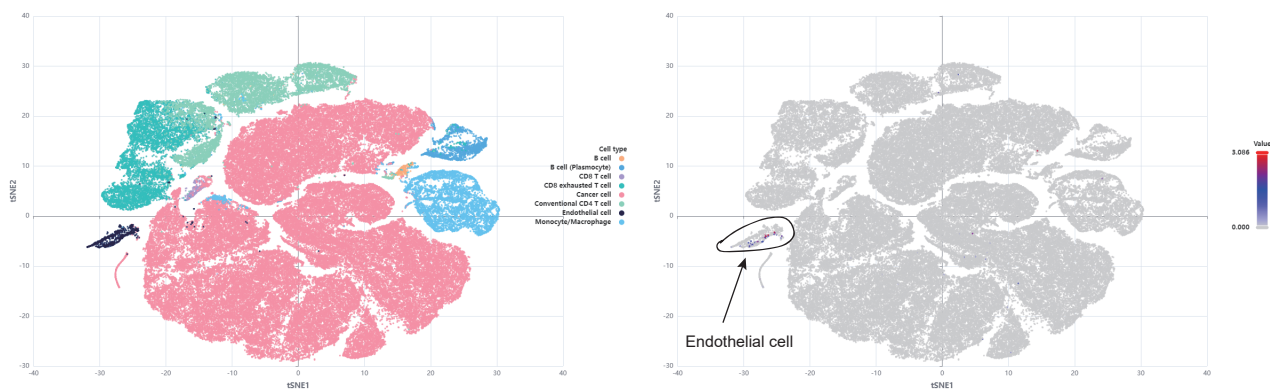 40
30
20
10
0
-10
-20
-30
-40
-30
-20
-10
0
10
20
30
40
tSNE2
tSNE1
Cell type
B cell
B cell (Plasmocyte)
CD8 T cell
CD8 exhausted T cell
Cancer cell
Conventional CD4 T cell
Endothelial cell
Monocyte/Macrophage
40
30
20
10
0
-10
-20
-30
-40
-30
-20
-10
0
10
20
30
40
tSNE2
tSNE1
Endothelial cell
Value
3.086
0.000